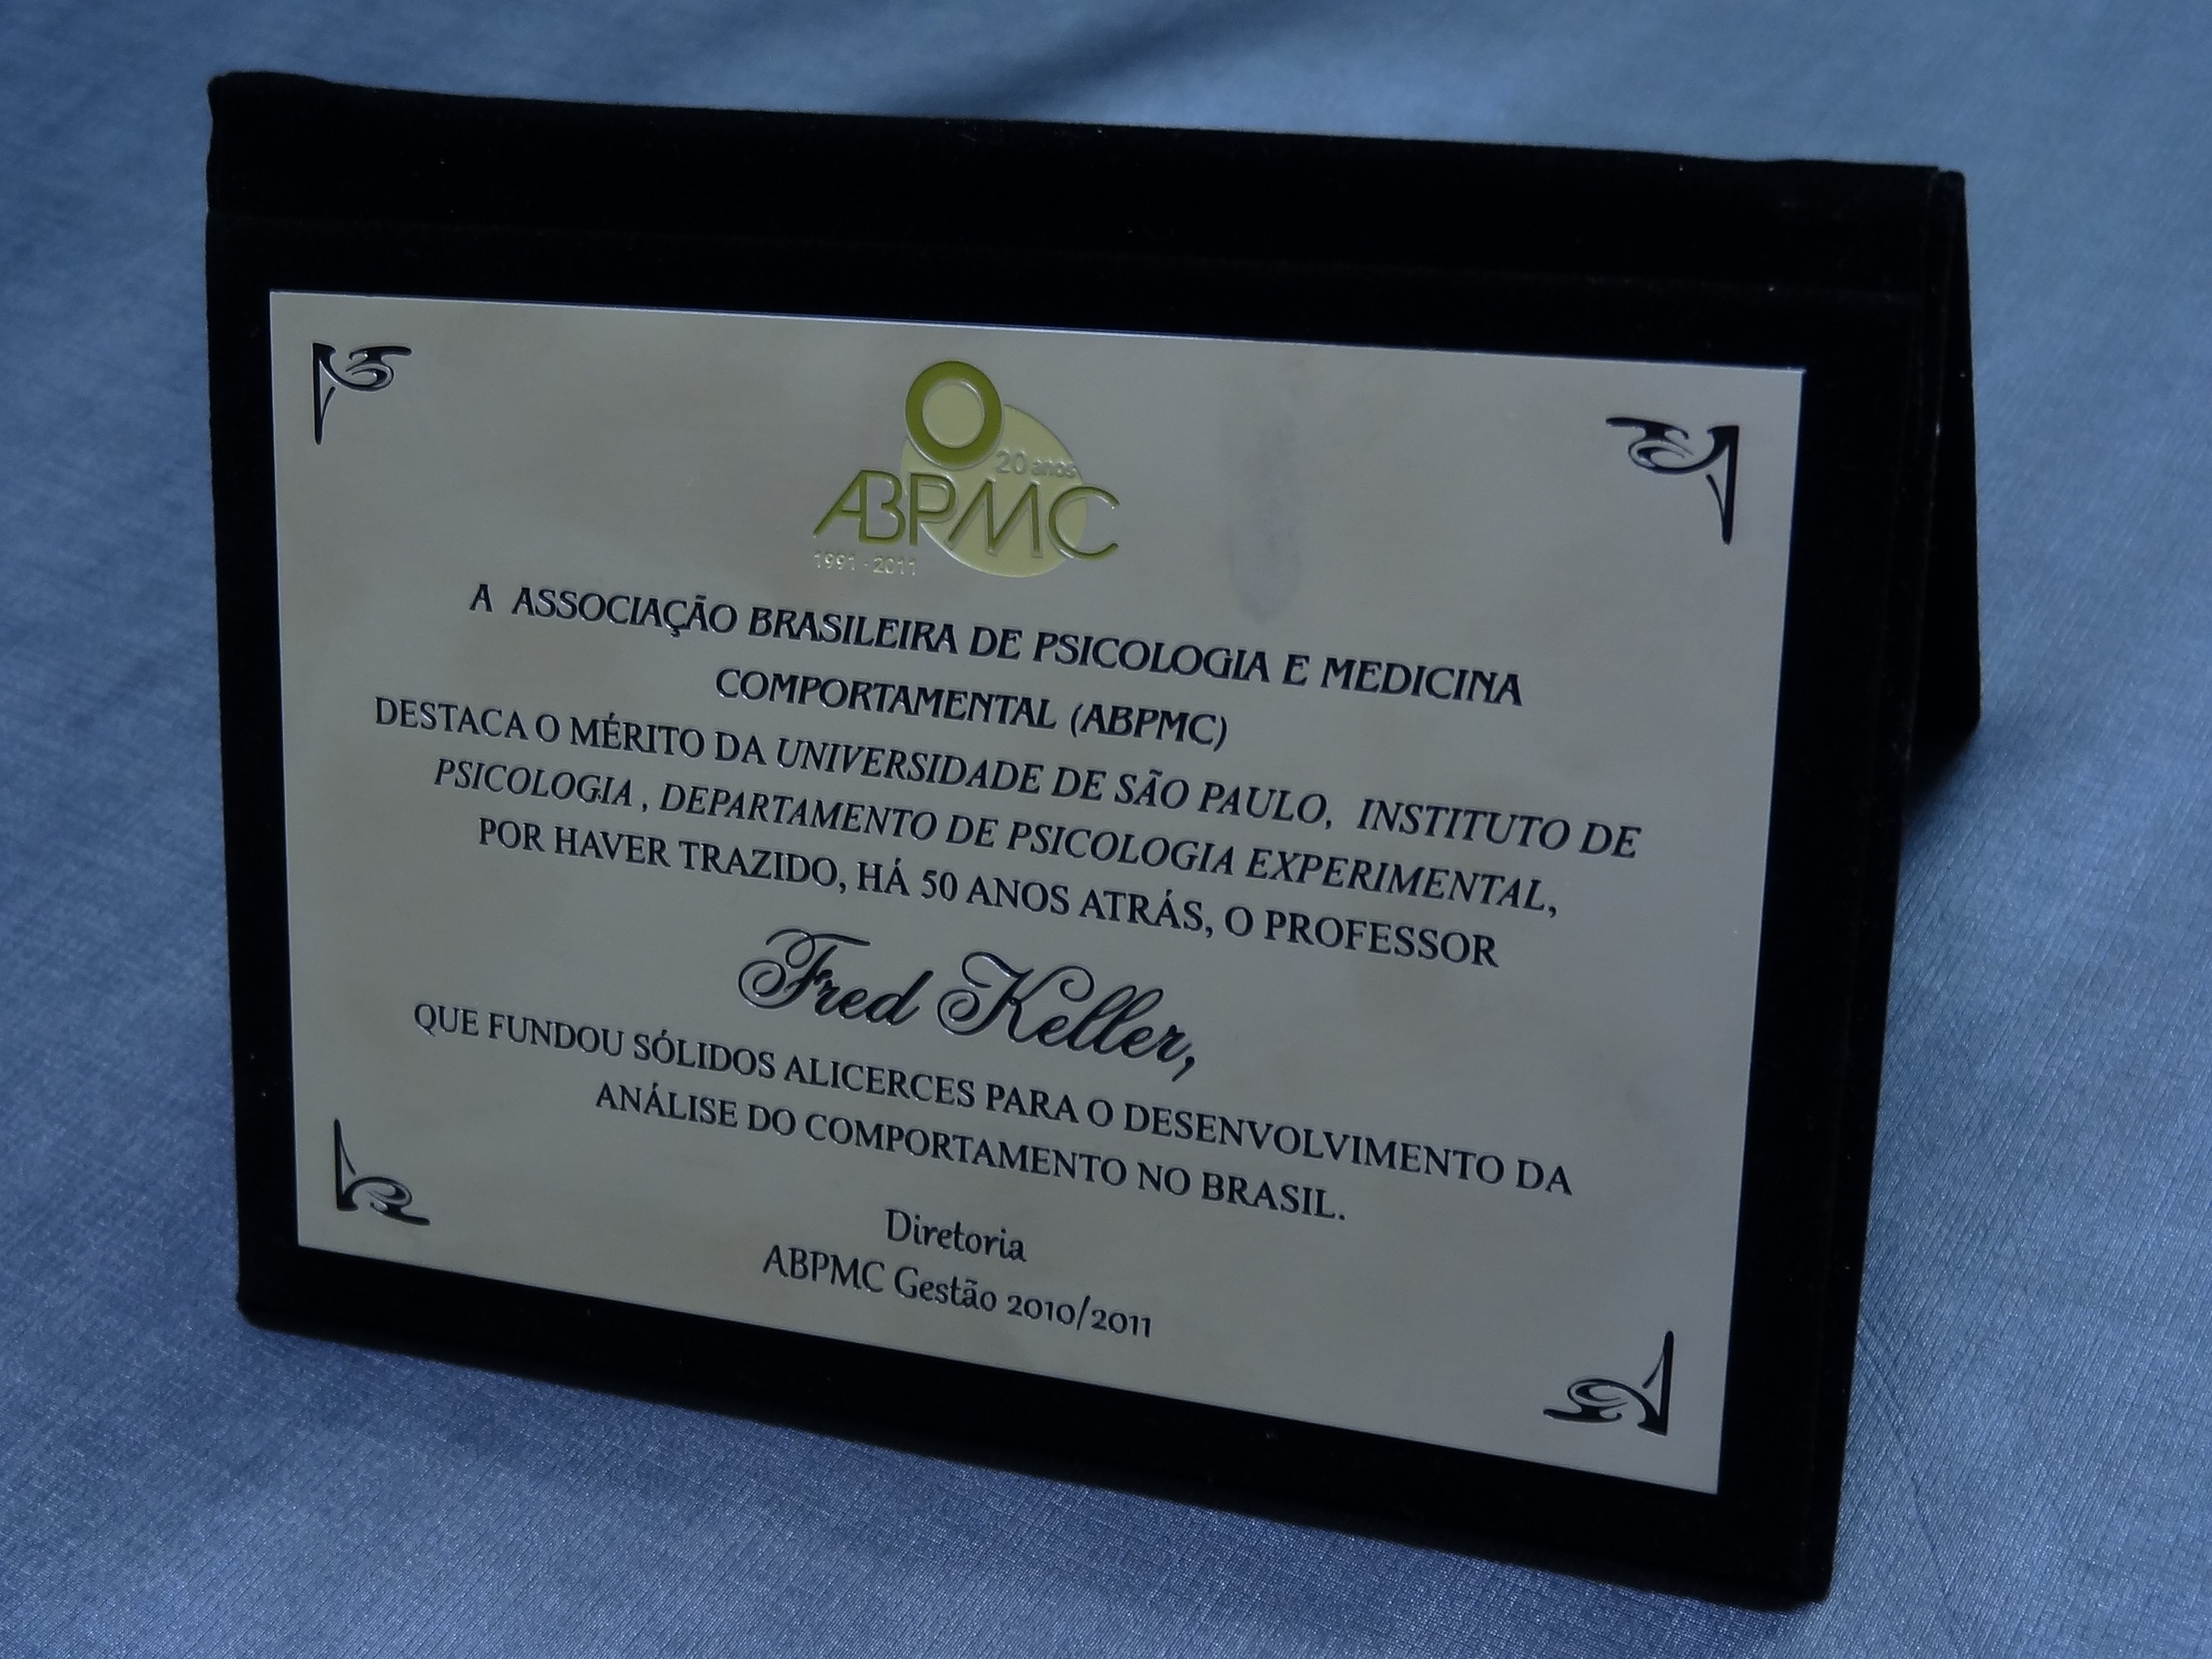 20 anos
ABPMC
1991 - 2011
A ASSOCIAÇÃO BRASILEIRA DE PSICOLOGIA E MEDICINA
COMPORTAMENTAL (ABPMC)
DESTACA O MÉRITO DA UNIVERSIDADE DE SÃO PAULO, INSTITUTO DE
PSICOLOGIA , DEPARTAMENTO DE PSICOLOGIA EXPERIMENTAL,
POR HAVER TRAZIDO, HÁ 50 ANOS ATRÁS, O PROFESSOR
Fred Keller,
QUE FUNDOU SÓLIDOS ALICERCES PARA O DESENVOLVIMENTO DA
ANÁLISE DO COMPORTAMENTO NO BRASIL.
Diretoria
ABPMC Gestão 2010/2011